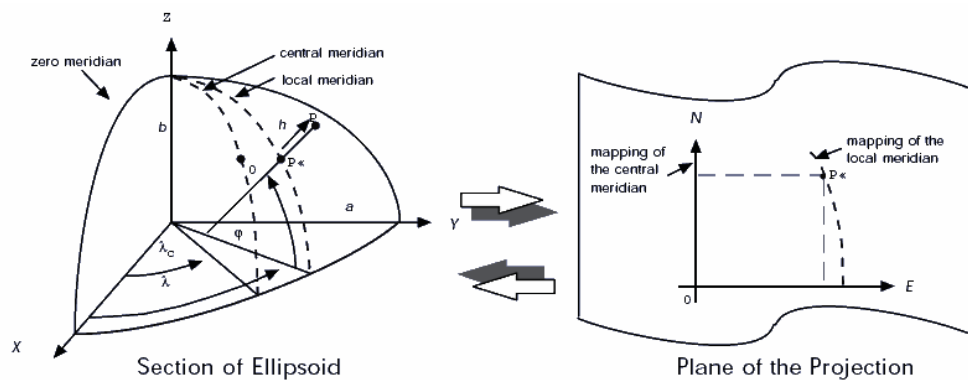 Z
central meridian
zero meridian
local meridian
b
h
P
O
P«
a
Y
φ
λc
λ
X
Section of Ellipsoid
N
mapping of
the central
meridian
mapping of the
local meridian
P«
0
E
Plane of the Projection